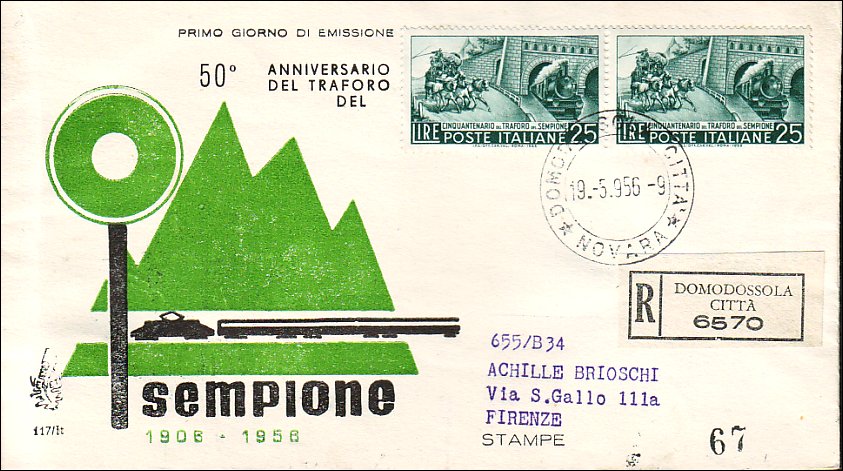 PRIMO GIORNO DI EMISSIONE
50° ANNIVERSARIO
DEL TRAFORO
DEL
sempione
1906 - 1956
117/It
CINQUANTENARIO DEL TRAFORO DEL SEMPIONE
LIRE POSTE ITALIANE 25
CINQUANTENARIO DEL TRAFORO DEL SEMPIONE
LIRE POSTE ITALIANE 25
DOMODOSSOLA CITTA'
19.-5.956 -9
★ NOVARA ★
R
DOMODOSSOLA
CITTÀ
6570
655/B34
ACHILLE BRIOSCHI
Via S.Gallo 111a
FIRENZE
STAMPE
67